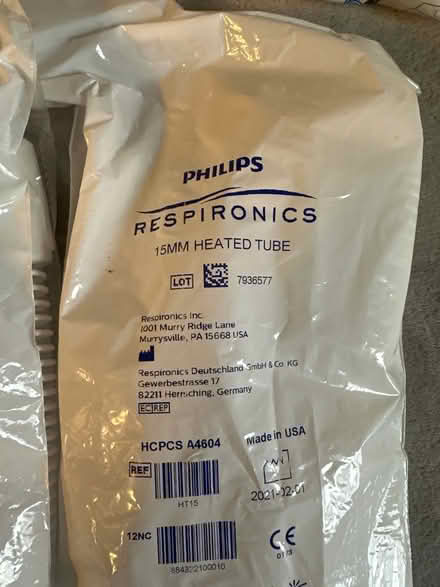 PHILIPS
RESPIRONICS
15MM HEATED TUBE
LOT 7936577
Respironics Inc.
1001 Murry Ridge Lane
Murrysville, PA 15668 USA
Respironics Deutschland GmbH & Co. KG
Gewerbestrasse 17
82211 Herrsching, Germany
EC REP
HCPCS A4604
Made in USA
REF
HT15
2021-02-01
12NC
CE